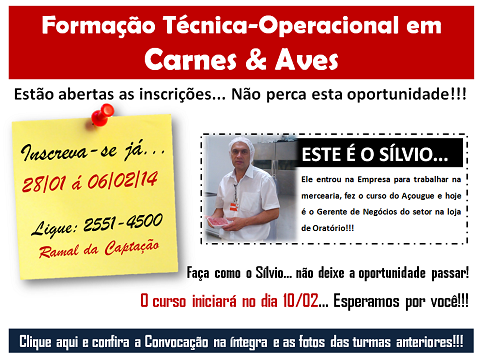 Formação Técnica-Operacional em
Carnes & Aves
Estão abertas as inscrições... Não perca esta oportunidade!!!
Inscreva-se já...
28/01 á 06/02/14
Ligue: 2551-4500
Ramal da Captação
ESTE É O SÍLVIO...
Ele entrou na Empresa para trabalhar na
mercearia, fez o curso do Açougue e hoje
é o Gerente de Negócios do setor na loja
de Oratório!!!
Faça como o Sílvio... não deixe a oportunidade passar!
O curso iniciará no dia 10/02... Esperamos por você!!!
Clique aqui e confira a Convocação na íntegra e as fotos das turmas anteriores!!!